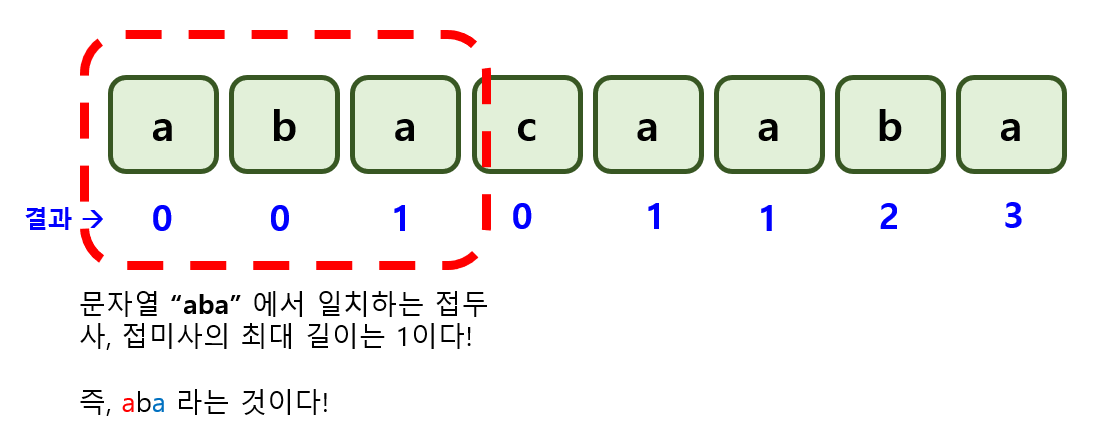 a b a c a a b a
결과 → 0 0 1 0 1 1 2 3
문자열 “aba” 에서 일치하는 접두
사, 접미사의 최대 길이는 1이다!
즉, aba 라는 것이다!